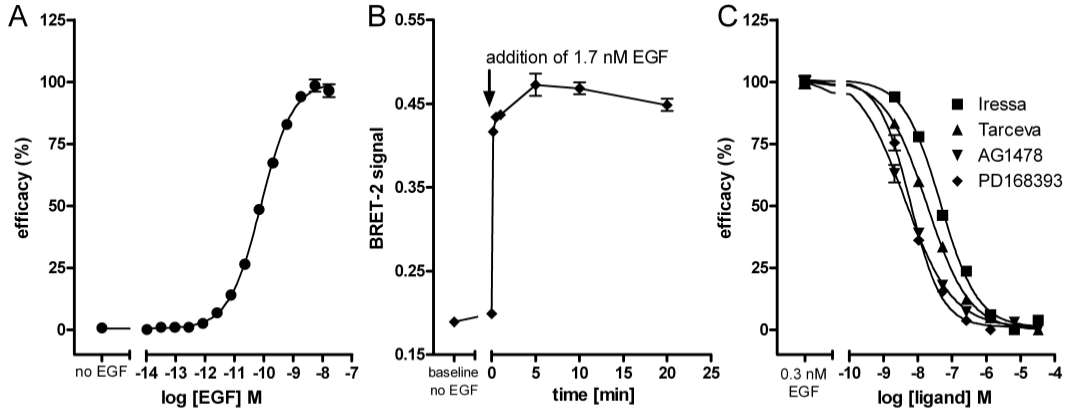 A
125
100
75
50
25
0
efficacy (%)
no EGF
-14 -13 -12 -11 -10 -9 -8 -7
log [EGF] M
B
0.55
0.45
0.35
0.25
0.15
BRET-2 signal
addition of 1.7 nM EGF
baseline
no EGF
0 5 10 15 20 25
time [min]
C
125
100
75
50
25
0
efficacy (%)
Iressa
Tarceva
AG1478
PD168393
0.3 nM
EGF
-10 -9 -8 -7 -6 -5 -4
log [ligand] M